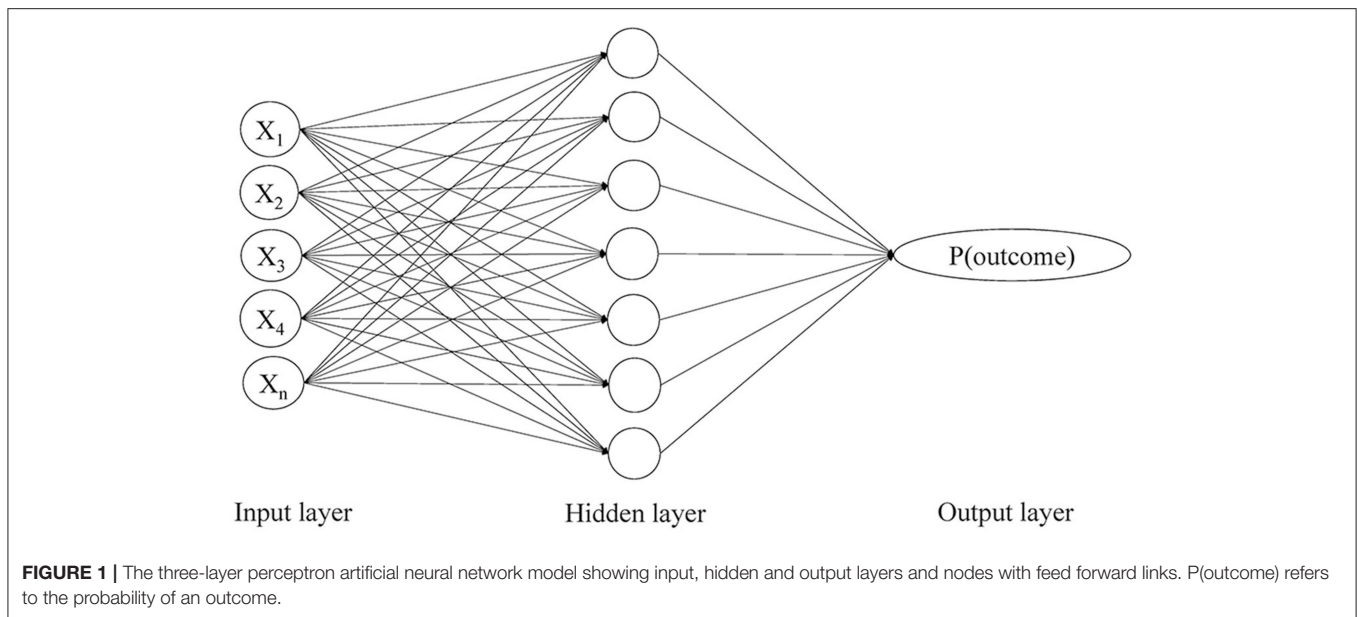 X₁
X₂
X₃
X₄
Xₙ
P(outcome)
Input layer
Hidden layer
Output layer
FIGURE 1 | The three-layer perceptron artificial neural network model showing input, hidden and output layers and nodes with feed forward links. P(outcome) refers
to the probability of an outcome.